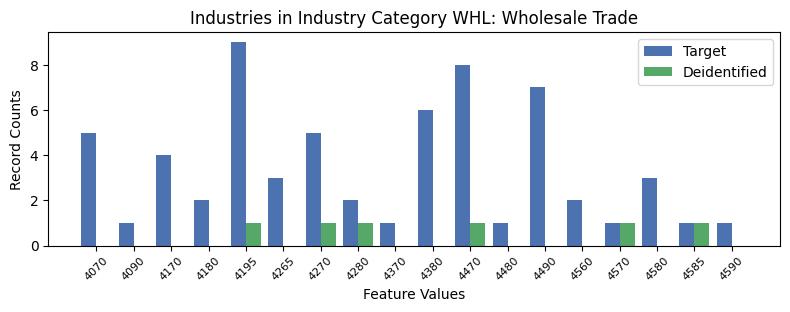 Industries in Industry Category WHL: Wholesale Trade
Target
Deidentified
Record Counts
8
6
4
2
0
4070 4090 4170 4180 4195 4265 4270 4280 4370 4380 4470 4480 4490 4560 4570 4580 4585 4590
Feature Values